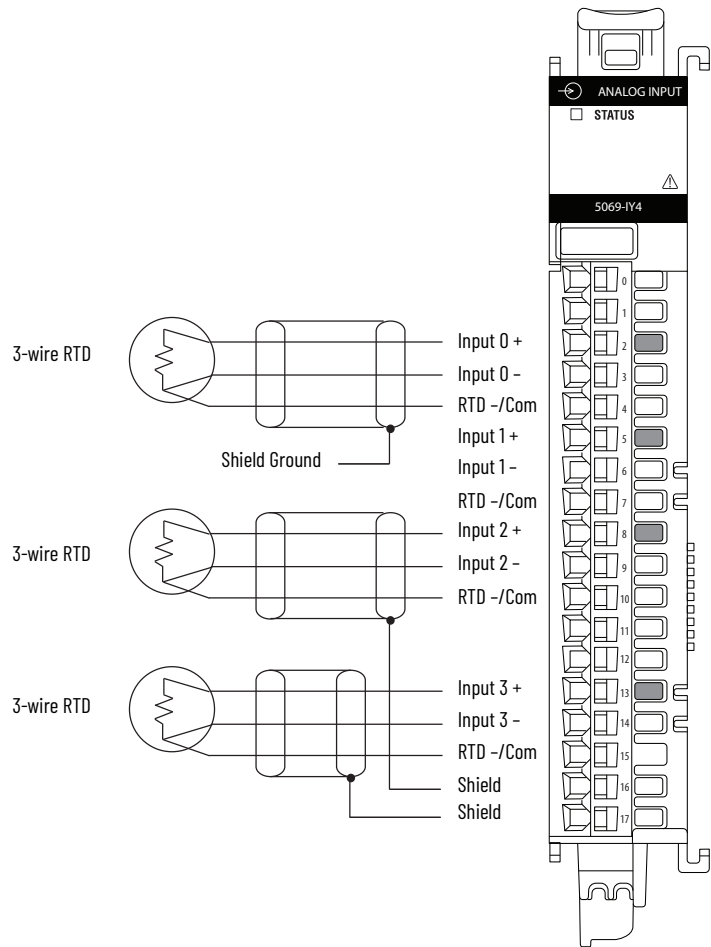 ANALOG INPUT
STATUS
5069-IY4
0
1
3-wire RTD
Input 0 +
2
Input 0 –
3
RTD –/Com
4
Input 1 +
5
Shield Ground
Input 1 –
6
RTD –/Com
7
Input 2 +
8
3-wire RTD
Input 2 –
9
RTD –/Com
10
11
12
Input 3 +
13
3-wire RTD
Input 3 –
14
RTD –/Com
15
Shield
16
Shield
17